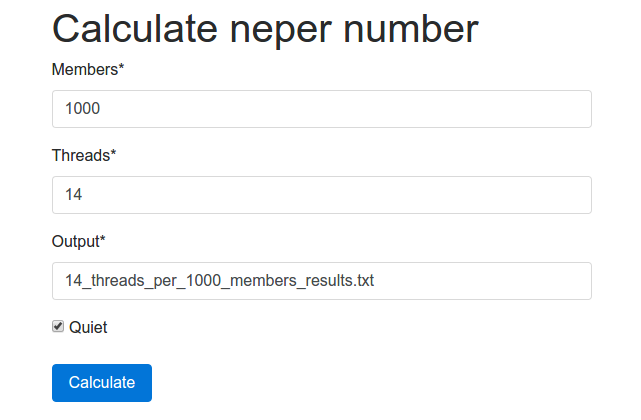 Calculate neper number
Members*
1000
Threads*
14
Output*
14_threads_per_1000_members_results.txt
Quiet
Calculate